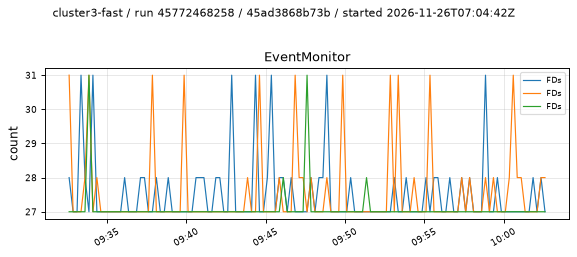 cluster3-fast / run 45772468258 / 45ad3868b73b / started 2026-11-26T07:04:42Z
EventMonitor
31
30
29
28
27
count
FDs
FDs
FDs
09:35
09:40
09:45
09:50
09:55
10:00